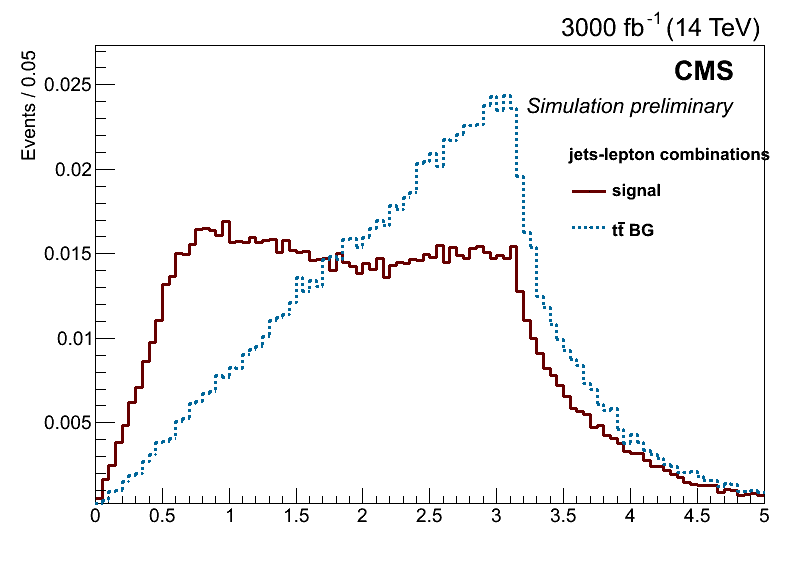 3000 fb⁻¹ (14 TeV)
CMS
Simulation preliminary
jets-lepton combinations
signal
tt̄ BG
Events / 0.05
0.025
0.02
0.015
0.01
0.005
0 0.5 1 1.5 2 2.5 3 3.5 4 4.5 5